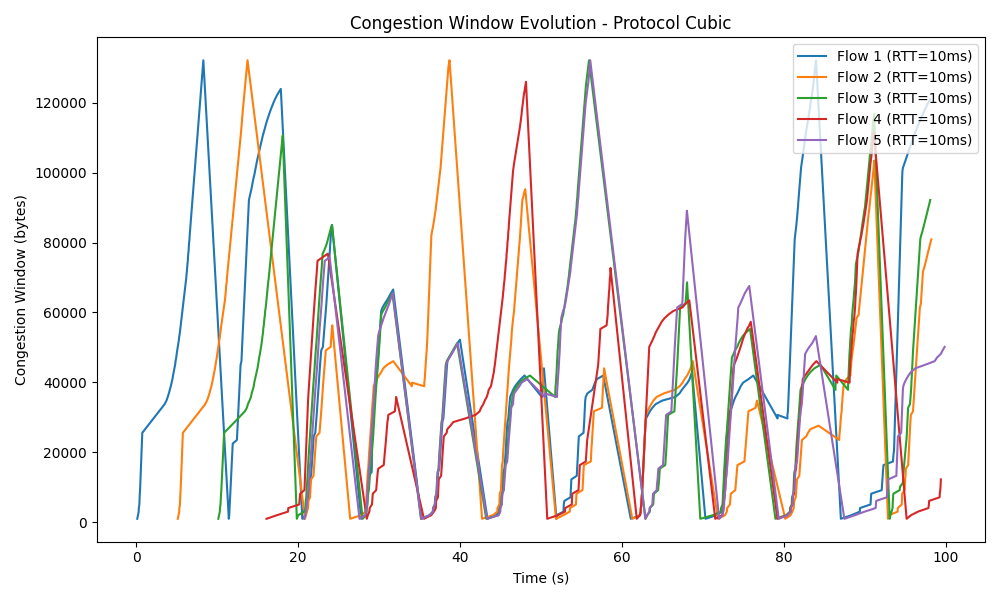 Congestion Window Evolution - Protocol Cubic
Flow 1 (RTT=10ms)
Flow 2 (RTT=10ms)
Flow 3 (RTT=10ms)
Flow 4 (RTT=10ms)
Flow 5 (RTT=10ms)
Congestion Window (bytes)
120000
100000
80000
60000
40000
20000
0
0 20 40 60 80 100
Time (s)